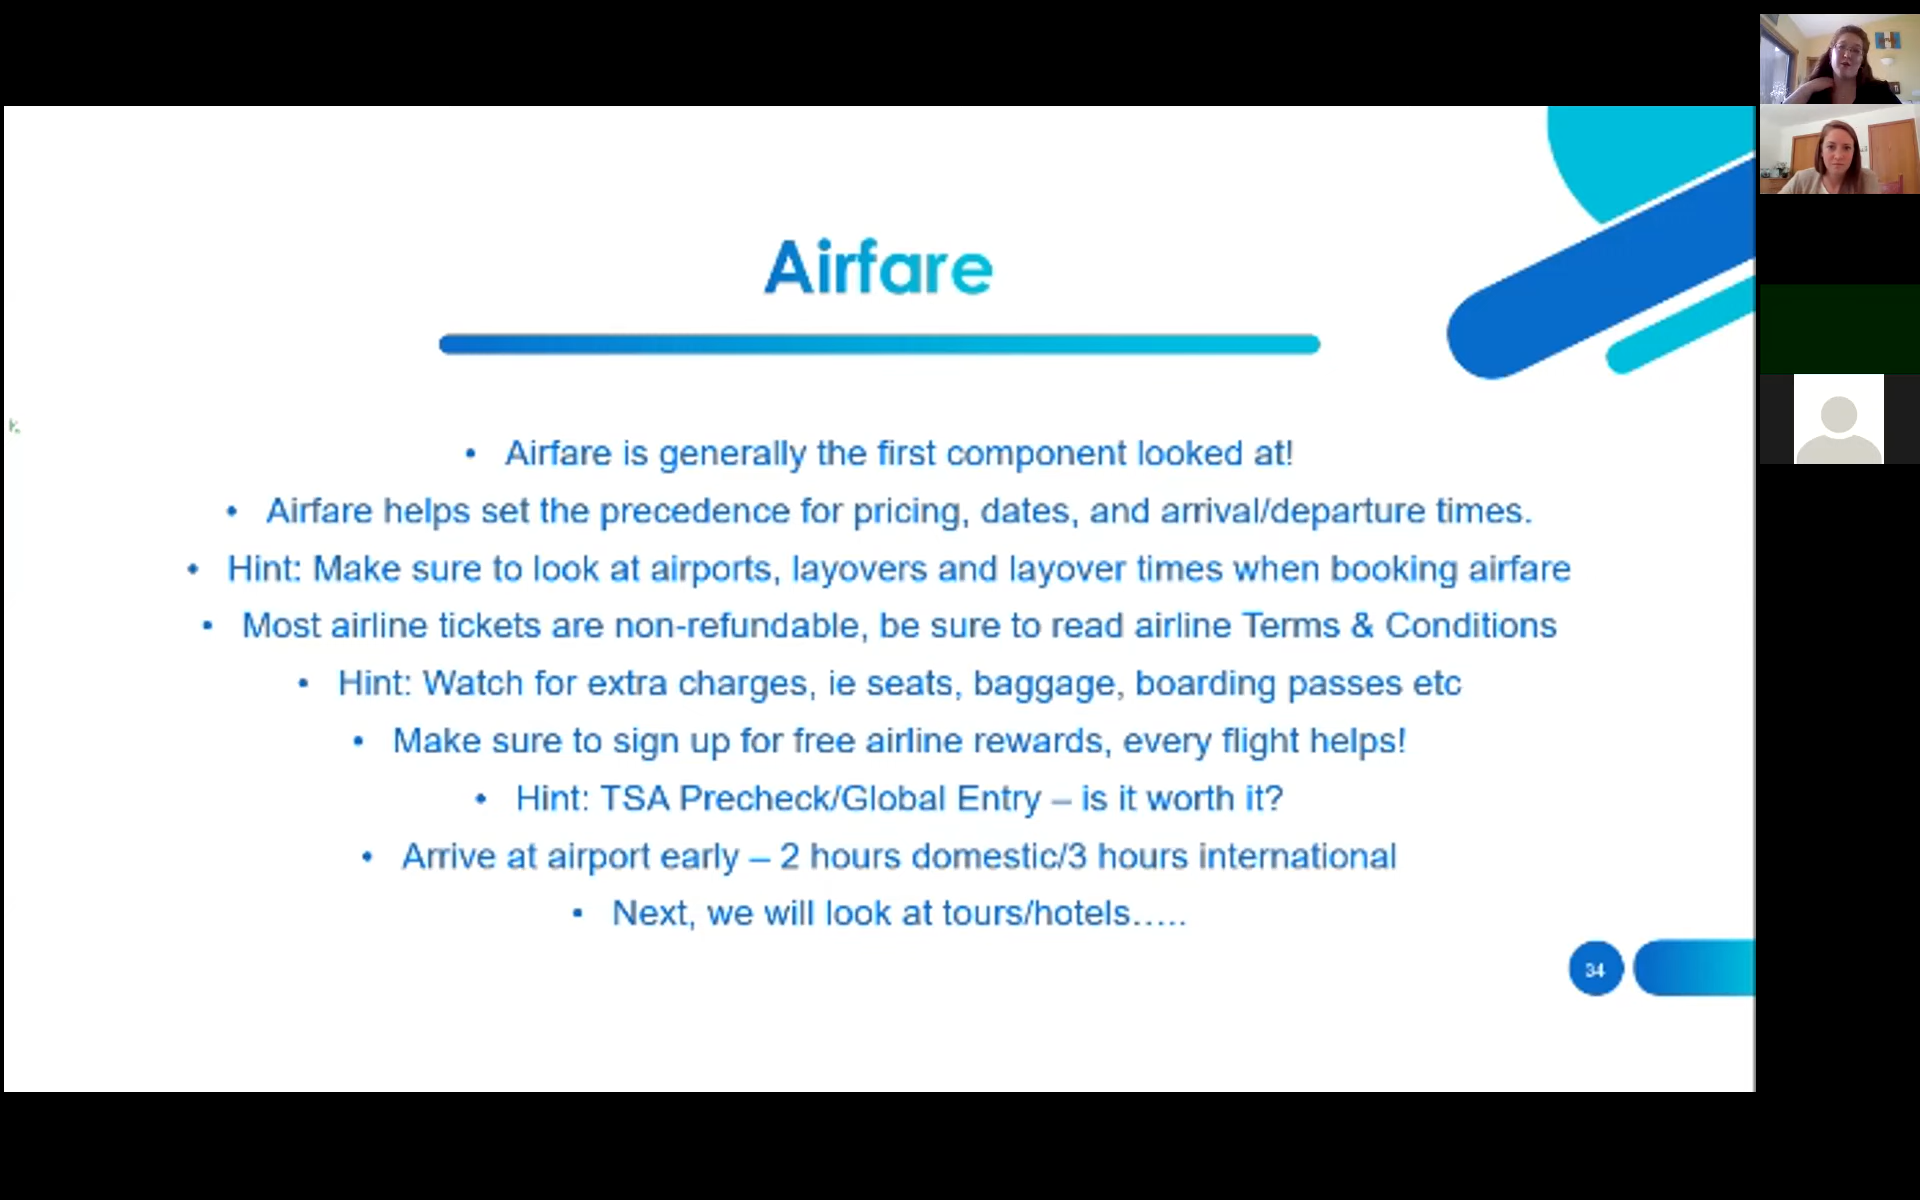 Airfare
• Airfare is generally the first component looked at!
• Airfare helps set the precedence for pricing, dates, and arrival/departure times.
• Hint: Make sure to look at airports, layovers and layover times when booking airfare
• Most airline tickets are non-refundable, be sure to read airline Terms & Conditions
• Hint: Watch for extra charges, ie seats, baggage, boarding passes etc
• Make sure to sign up for free airline rewards, every flight helps!
• Hint: TSA Precheck/Global Entry – is it worth it?
• Arrive at airport early – 2 hours domestic/3 hours international
• Next, we will look at tours/hotels…..
34